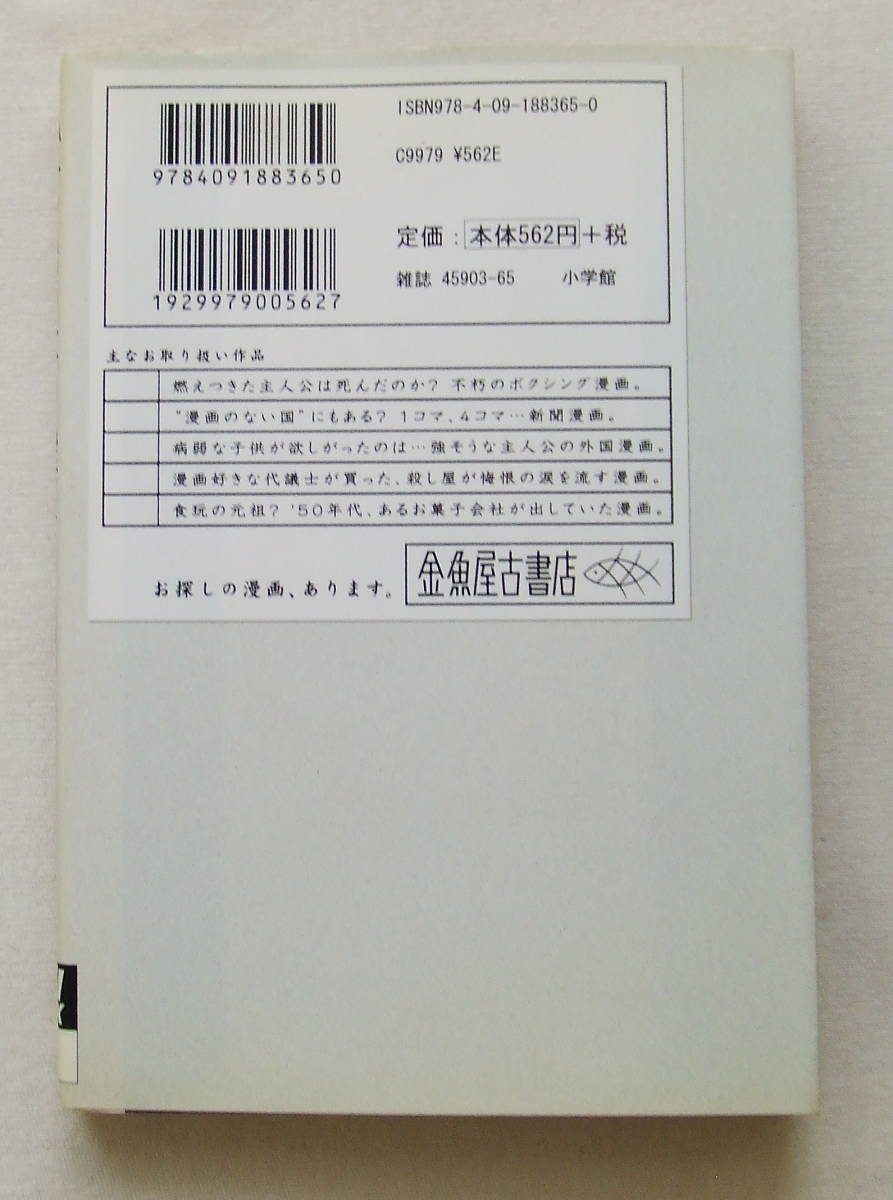 ISBN978-4-09-188365-0
9784091883650
C9979 ¥562E
定価：本体562円＋税
1929979005627
雑誌 45903-65 小学館
主なお取り扱い作品
燃えつきた主人公は死んだのか? 不朽のボクシング漫画。
“漫画のない国”にもある? 1コマ、4コマ…新聞漫画。
病弱な子供が欲しがったのは…強そうな主人公の外国漫画。
漫画好きな代議士が買った、殺し屋が悔恨の涙を流す漫画。
食玩の元祖? '50年代、あるお菓子会社が出していた漫画。
お探しの漫画、あります。 金魚屋古書店